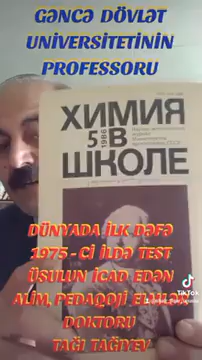 GƏNCƏ DÖVLƏT
UNİVERSİTETİNİN
PROFESSORU
ХИМИЯ
5 1986 В
ШКОЛЕ
DÜNYADA İLK DƏFƏ
1975 - Cİ İLDƏ TEST
ÜSULUN İCAD EDƏN
ALİM, PEDAQOJİ ELMLƏR
DOKTORU
TAĞI TAĞIYEV
TikTok